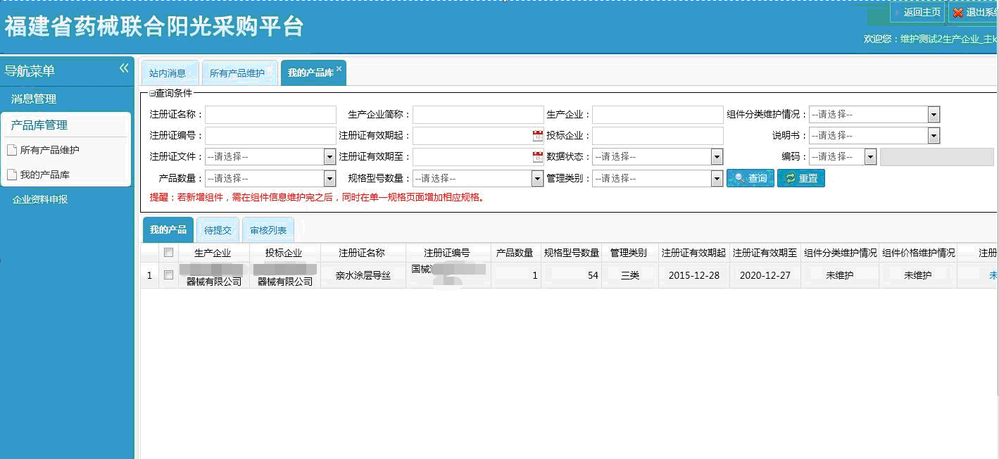 福建省药械联合阳光采购平台
返回主页 退出系
欢迎您：维护测试2生产企业_主
导航菜单
消息管理
产品库管理
所有产品维护
我的产品库
企业资料申报
站内消息 所有产品维护 我的产品库
查询条件
注册证名称： 生产企业简称： 生产企业： 组件分类维护情况： --请选择--
注册证编号： 注册证有效期起： 投标企业： 说明书： --请选择--
注册证文件： --请选择-- 注册证有效期至： 数据状态： --请选择-- 编码： --请选择--
产品数量： --请选择-- 规格型号数量： --请选择-- 管理类别： --请选择-- 查询 重置
提醒：若新增组件，需在组件信息维护完之后，同时在单一规格页面增加相应规格。
我的产品 待提交 审核列表
生产企业 投标企业 注册证名称 注册证编号 产品数量 规格型号数量 管理类别 注册证有效期起 注册证有效期至 组件分类维护情况 组件价格维护情况 注册
1 器械有限公司 器械有限公司 亲水涂层导丝 国械 1 54 三类 2015-12-28 2020-12-27 未维护 未维护 未